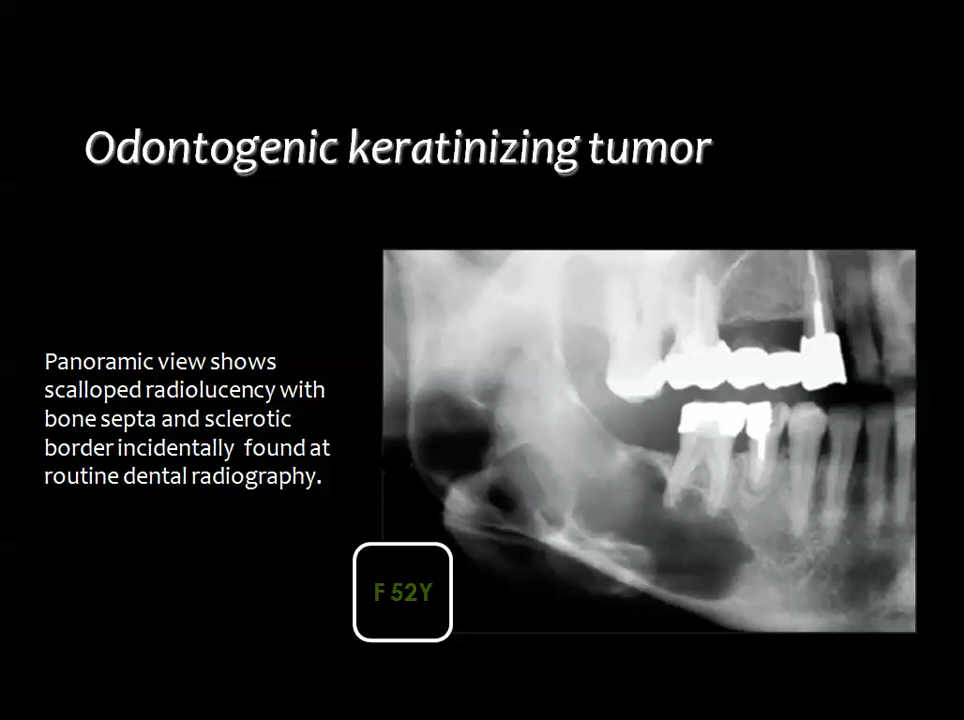 Odontogenic keratinizing tumor
Panoramic view shows
scalloped radiolucency with
bone septa and sclerotic
border incidentally found at
routine dental radiography.
F 52Y